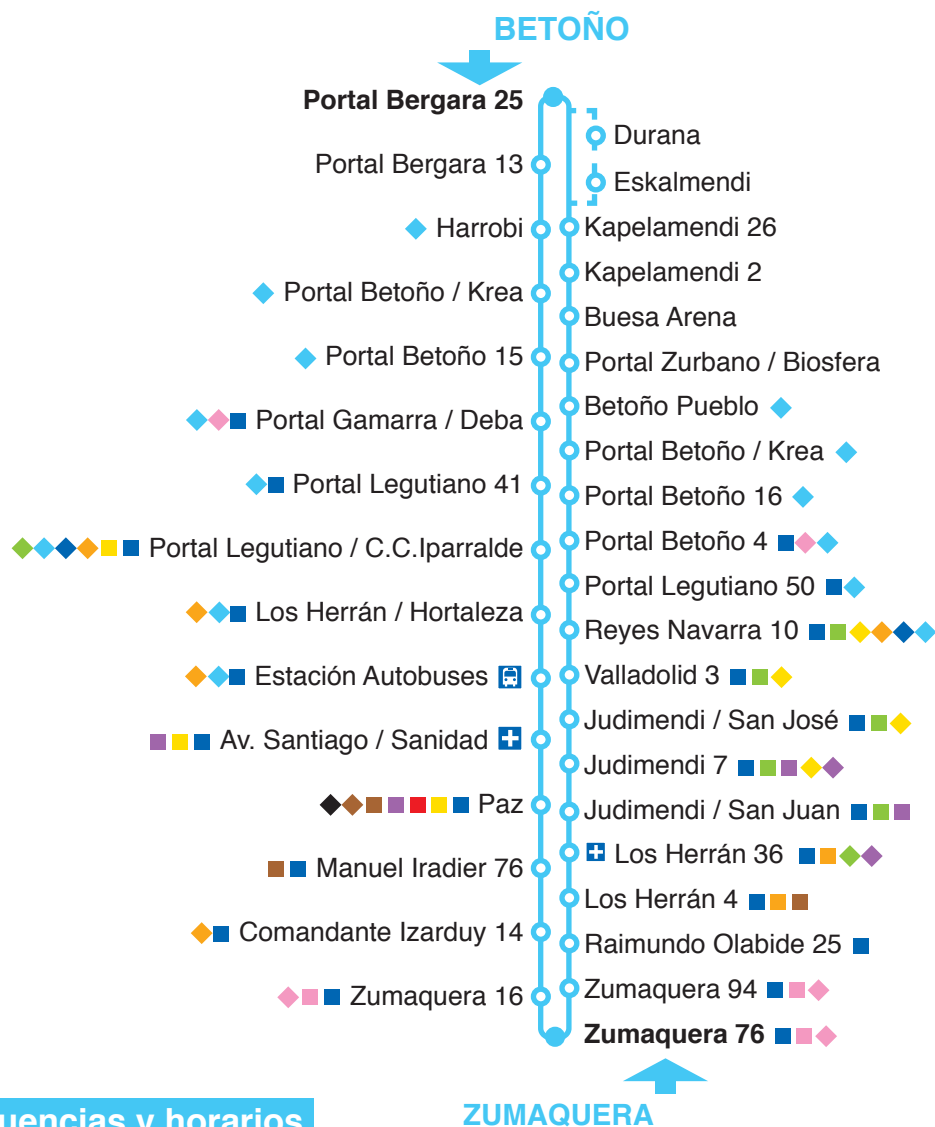 BETOÑO
Portal Bergara 25
Portal Bergara 13
Harrobi
Portal Betoño / Krea
Portal Betoño 15
Portal Gamarra / Deba
Portal Legutiano 41
Portal Legutiano / C.C.Iparralde
Los Herrán / Hortaleza
Estación Autobuses
Av. Santiago / Sanidad
Paz
Manuel Iradier 76
Comandante Izarduy 14
Zumaquera 16
Durana
Eskalmendi
Kapelamendi 26
Kapelamendi 2
Buesa Arena
Portal Zurbano / Biosfera
Betoño Pueblo
Portal Betoño / Krea
Portal Betoño 16
Portal Betoño 4
Portal Legutiano 50
Reyes Navarra 10
Valladolid 3
Judimendi / San José
Judimendi 7
Judimendi / San Juan
Los Herrán 36
Los Herrán 4
Raimundo Olabide 25
Zumaquera 94
Zumaquera 76
ZUMAQUERA
uencias y horarios